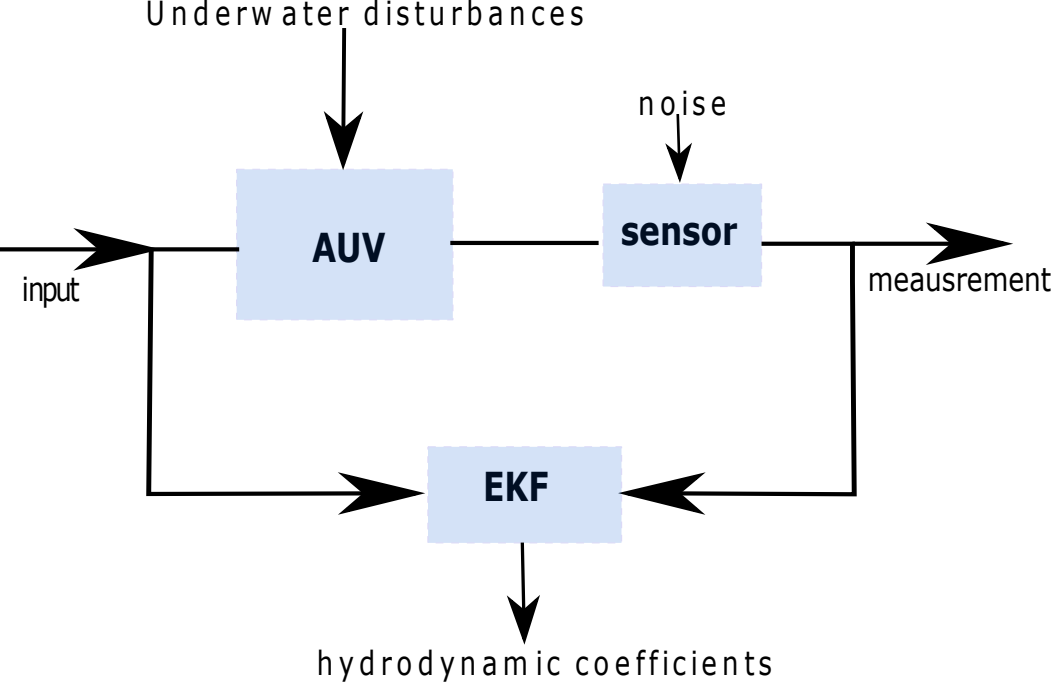 Underwater disturbances
noise
AUV
sensor
input
meausrement
EKF
hydrodynamic coefficients